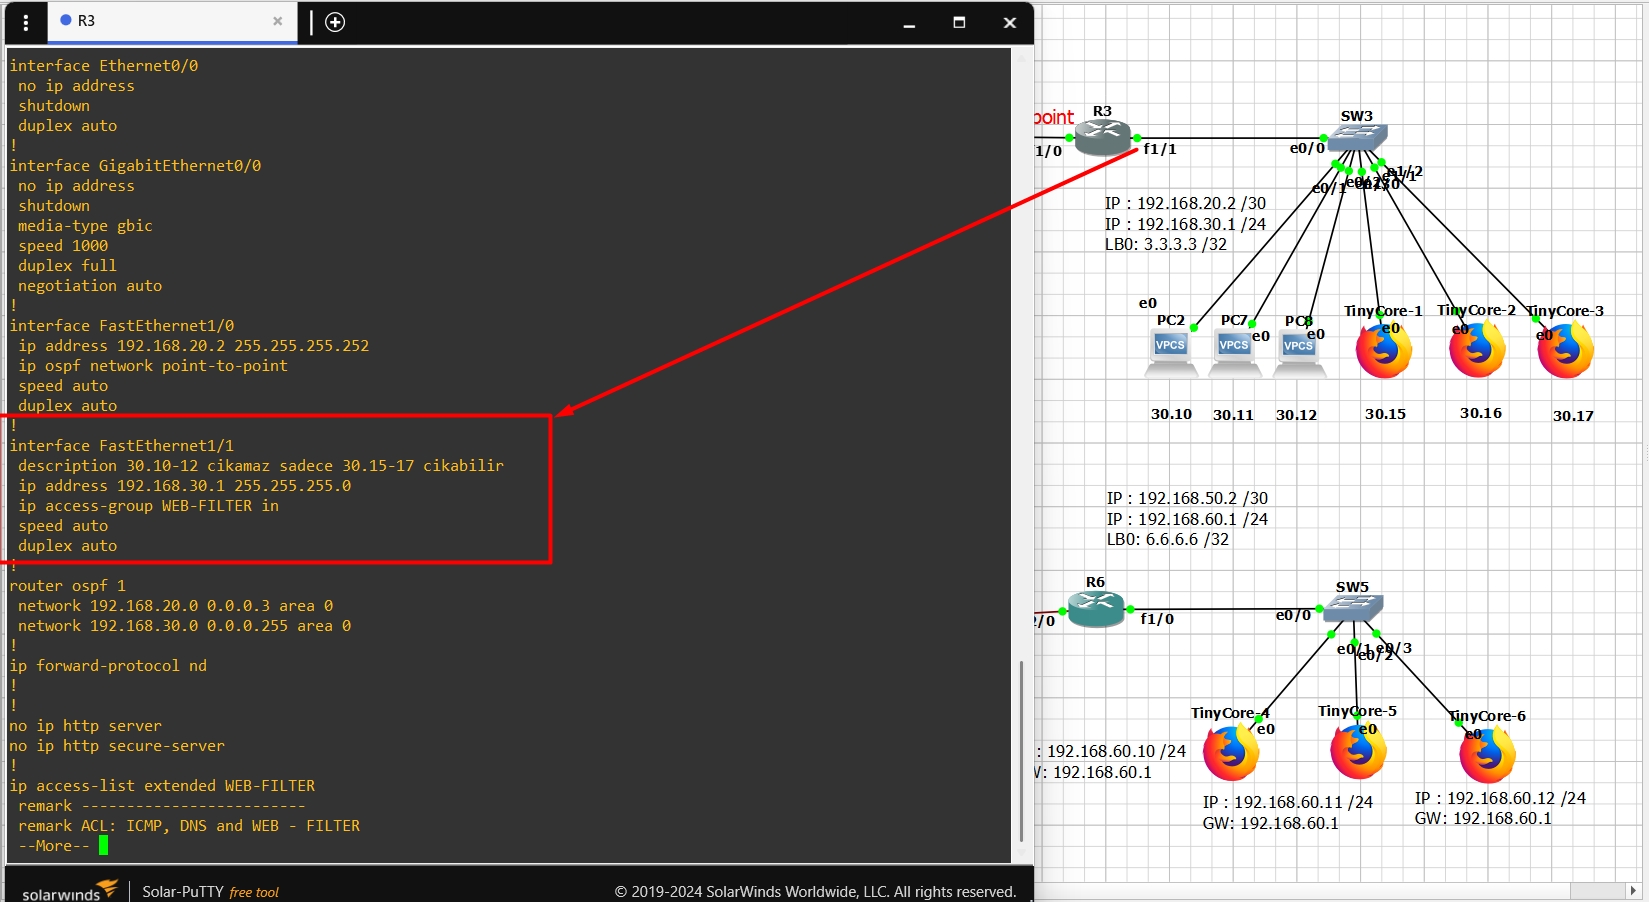 R3
interface Ethernet0/0
no ip address
shutdown
duplex auto
!
interface GigabitEthernet0/0
no ip address
shutdown
media-type gbic
speed 1000
duplex full
negotiation auto
!
interface FastEthernet1/0
ip address 192.168.20.2 255.255.255.252
ip ospf network point-to-point
speed auto
duplex auto
!
interface FastEthernet1/1
description 30.10-12 cikamaz sadece 30.15-17 cikabilir
ip address 192.168.30.1 255.255.255.0
ip access-group WEB-FILTER in
speed auto
duplex auto
!
router ospf 1
network 192.168.20.0 0.0.0.3 area 0
network 192.168.30.0 0.0.0.255 area 0
!
ip forward-protocol nd
!
!
no ip http server
no ip http secure-server
!
ip access-list extended WEB-FILTER
remark -------------------------
remark ACL: ICMP, DNS and WEB - FILTER
--More--
solarwinds
Solar-PuTTY free tool
© 2019-2024 SolarWinds Worldwide, LLC. All rights reserved.
point
R3
1/0
f1/1
e0/0
SW3
e0/1
e1/2
IP : 192.168.20.2 /30
IP : 192.168.30.1 /24
LB0: 3.3.3.3 /32
e0
PC2
PC7
PC8
TinyCore-1
TinyCore-2
TinyCore-3
VPCS
VPCS
VPCS
e0
e0
e0
e0
e0
30.10
30.11
30.12
30.15
30.16
30.17
IP : 192.168.50.2 /30
IP : 192.168.60.1 /24
LB0: 6.6.6.6 /32
R6
2/0
f1/0
e0/0
SW5
e0/1
e0/2
e0/3
TinyCore-4
TinyCore-5
TinyCore-6
e0
e0
e0
: 192.168.60.10 /24
W: 192.168.60.1
IP : 192.168.60.11 /24
GW: 192.168.60.1
IP : 192.168.60.12 /24
GW: 192.168.60.1